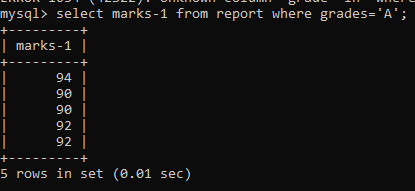 ERROR 1054 (42S22): Unknown column 'grade' in 'where
mysql> select marks-1 from report where grades='A';
+---------+
| marks-1 |
+---------+
|      94 |
|      90 |
|      90 |
|      92 |
|      92 |
+---------+
5 rows in set (0.01 sec)